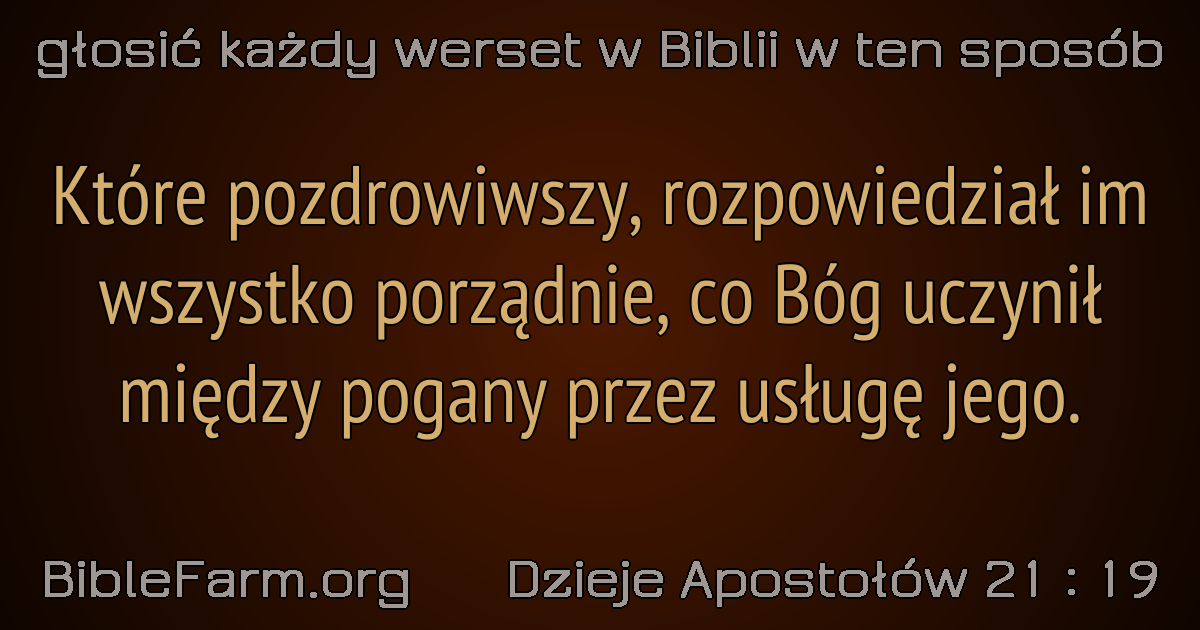 głosić każdy werset w Biblii w ten sposób
Które pozdrowiwszy, rozpowiedział im
wszystko porządnie, co Bóg uczynił
między pogany przez usługę jego.
BibleFarm.org
Dzieje Apostołów 21 : 19